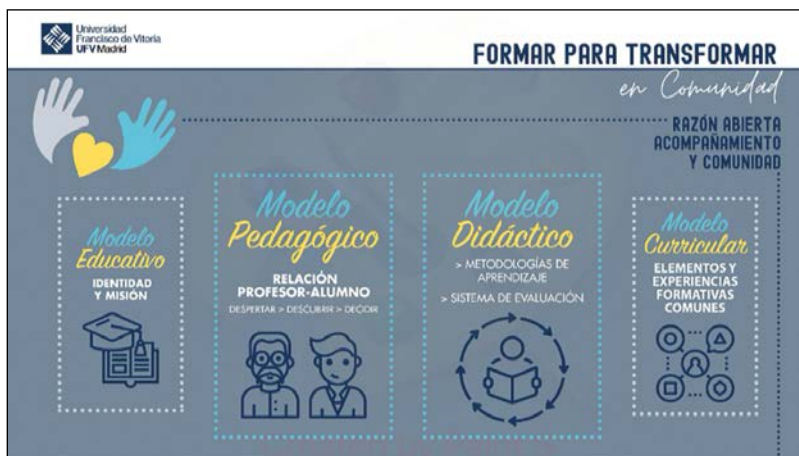 Universidad
Francisco de Vitoria
UFV Madrid
FORMAR PARA TRANSFORMAR
en Comunidad
RAZÓN ABIERTA
ACOMPAÑAMIENTO
Y COMUNIDAD
Modelo
Educativo
IDENTIDAD
Y MISIÓN
Modelo
Pedagógico
RELACIÓN
PROFESOR-ALUMNO
DESPERTAR > DESCUBRIR > DECIDIR
Modelo
Didáctico
> METODOLOGÍAS DE
APRENDIZAJE
> SISTEMA DE EVALUACIÓN
Modelo
Curricular
ELEMENTOS Y
EXPERIENCIAS
FORMATIVAS
COMUNES